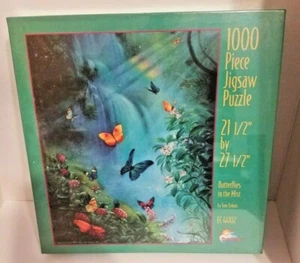 1000
Piece
Jigsaw
Puzzle
21 1/2"
by
27 1/2"
Butterflies
in the Mist